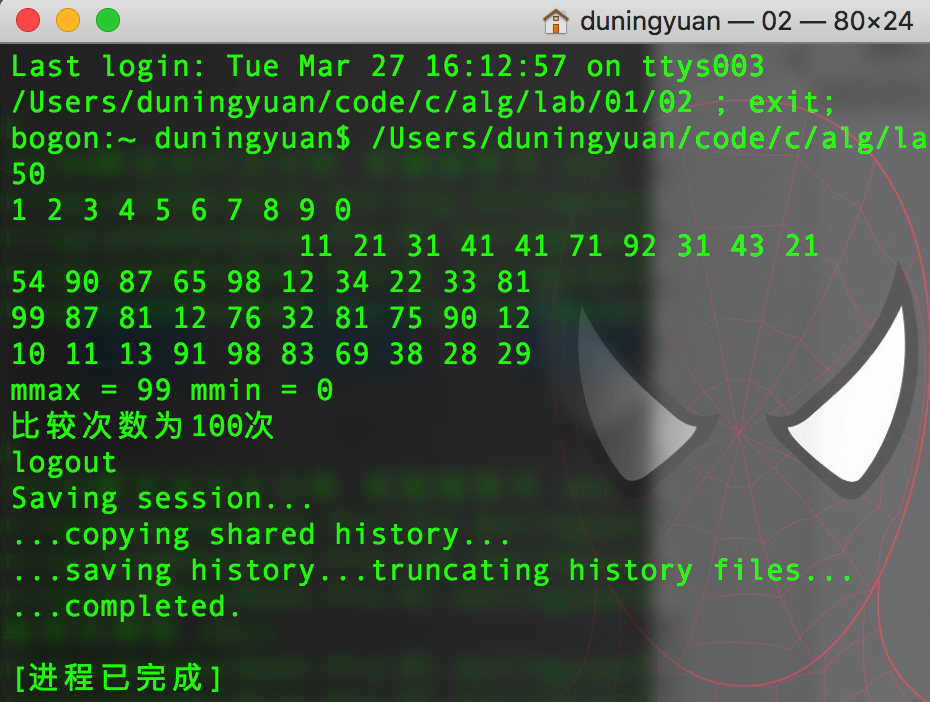 duningyuan — 02 — 80×24
Last login: Tue Mar 27 16:12:57 on ttys003
/Users/duningyuan/code/c/alg/lab/01/02 ; exit;
bogon:~ duningyuan$ /Users/duningyuan/code/c/alg/la
50
1 2 3 4 5 6 7 8 9 0
11 21 31 41 41 71 92 31 43 21
54 90 87 65 98 12 34 22 33 81
99 87 81 12 76 32 81 75 90 12
10 11 13 91 98 83 69 38 28 29
mmax = 99 mmin = 0
比较次数为100次
logout
Saving session...
...copying shared history...
...saving history...truncating history files...
...completed.
[进程已完成]